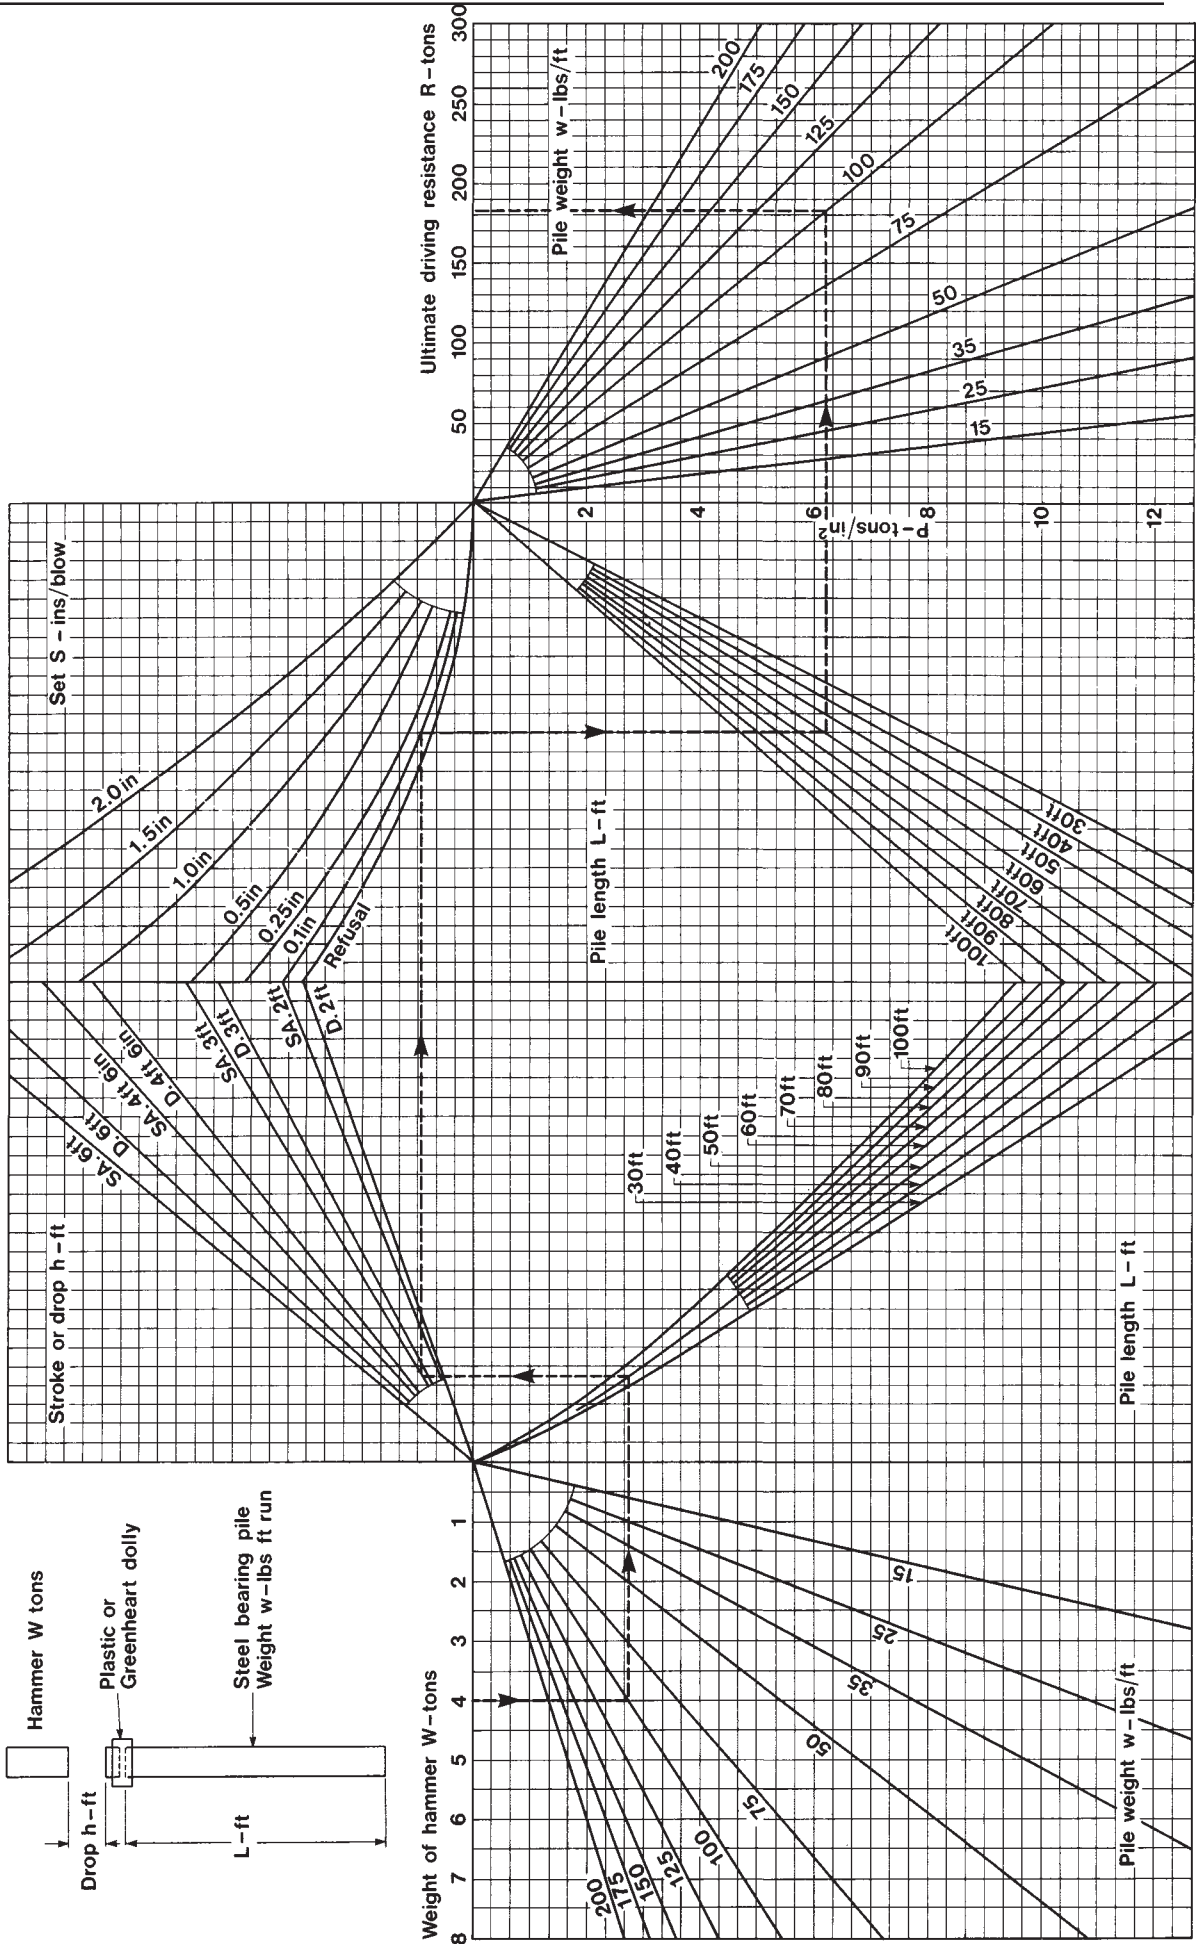 Hammer W tons
Drop h-ft
Plastic or
Greenheart dolly
L-ft
Steel bearing pile
Weight w-lbs ft run
Stroke or drop h-ft
SA.6ft
D.6ft
SA.4ft 6in
D.4ft 6in
SA.3ft
D.3ft
SA.2ft
D.2ft
Set S - ins/blow
2.0in
1.5in
1.0in
0.5in
0.25in
0.1in
Refusal
Weight of hammer W-tons
8 7 6 5 4 3 2 1
200
175
150
125
100
75
50
35
25
15
Pile weight w-lbs/ft
30ft
40ft
50ft
60ft
70ft
80ft
90ft
100ft
Pile length L-ft
Pile length L-ft
100ft
90ft
80ft
70ft
60ft
50ft
40ft
30ft
Ultimate driving resistance R-tons
50 100 150 200 250 300
Pile weight w-lbs/ft
200
175
150
125
100
75
50
35
25
15
2
4
6
8
10
12
P-tons/in²